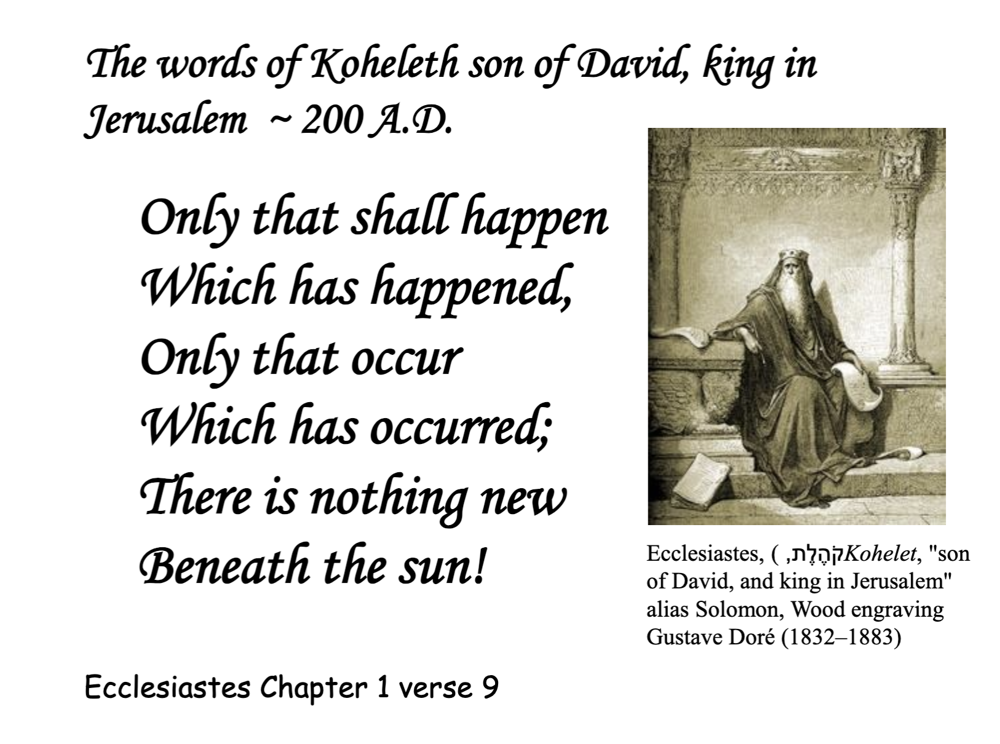 The words of Koheleth son of David, king in
Jerusalem ~ 200 A.D.
Only that shall happen
Which has happened,
Only that occur
Which has occurred;
There is nothing new
Beneath the sun!
Ecclesiastes, ( ,קֹהֶלֶתKohelet, "son
of David, and king in Jerusalem"
alias Solomon, Wood engraving
Gustave Doré (1832–1883)
Ecclesiastes Chapter 1 verse 9